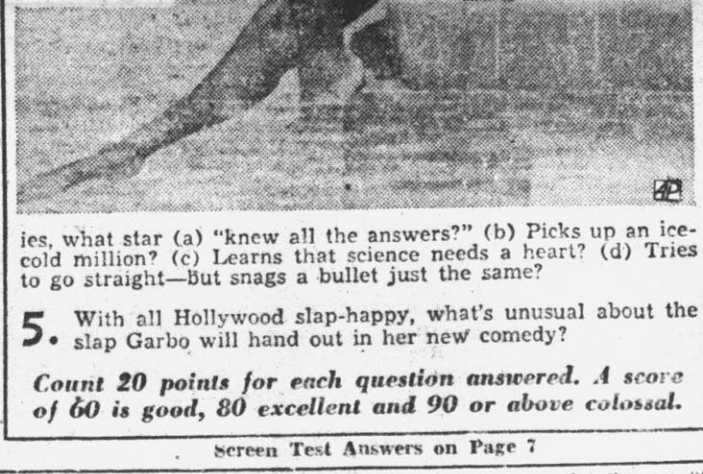 AP
ies, what star (a) "knew all the answers?" (b) Picks up an ice-
cold million? (c) Learns that science needs a heart? (d) Tries
to go straight—but snags a bullet just the same?
5. With all Hollywood slap-happy, what's unusual about the
slap Garbo will hand out in her new comedy?
Count 20 points for each question answered. A score
of 60 is good, 80 excellent and 90 or above colossal.
Screen Test Answers on Page 7